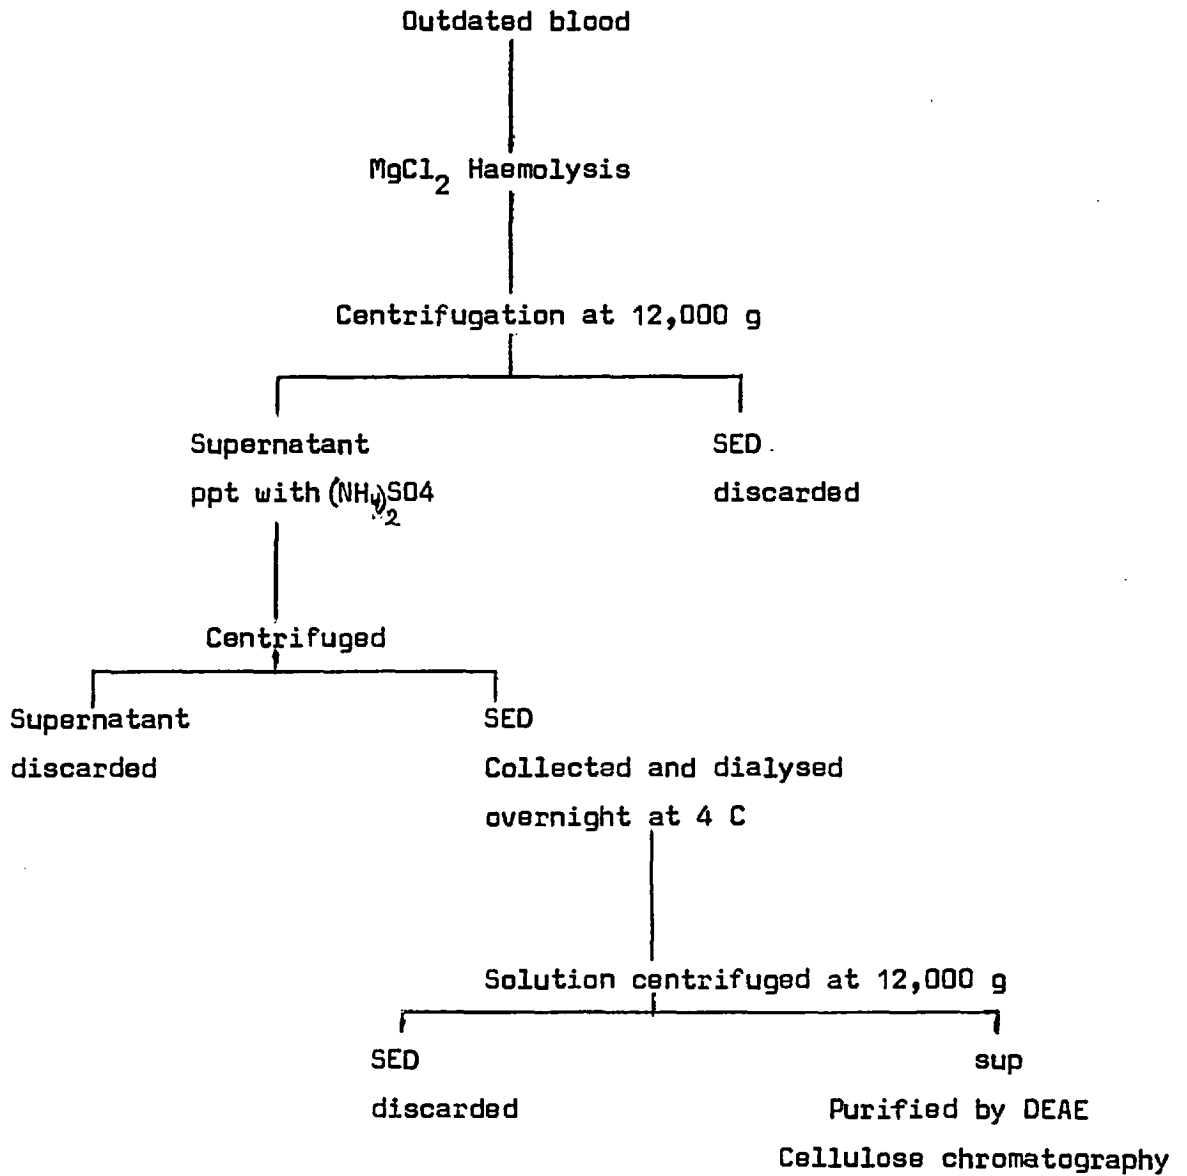 Outdated blood
MgCl2 Haemolysis
Centrifugation at 12,000 g
Supernatant
ppt with (NH4)2SO4
SED
discarded
Centrifuged
Supernatant
discarded
SED
Collected and dialysed
overnight at 4 C
Solution centrifuged at 12,000 g
SED
discarded
sup
Purified by DEAE
Cellulose chromatography